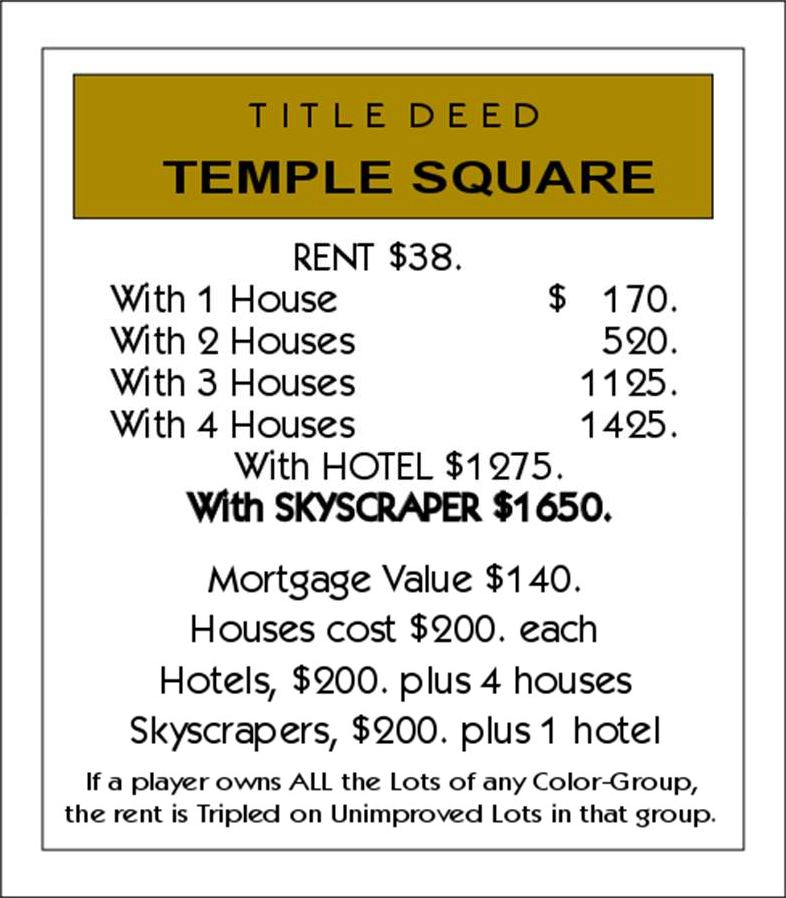 TITLE DEED
TEMPLE SQUARE
RENT $38.
With 1 House $ 170.
With 2 Houses 520.
With 3 Houses 1125.
With 4 Houses 1425.
With HOTEL $1275.
With SKYSCRAPER $1650.
Mortgage Value $140.
Houses cost $200. each
Hotels, $200. plus 4 houses
Skyscrapers, $200. plus 1 hotel
If a player owns ALL the Lots of any Color-Group,
the rent is Tripled on Unimproved Lots in that group.